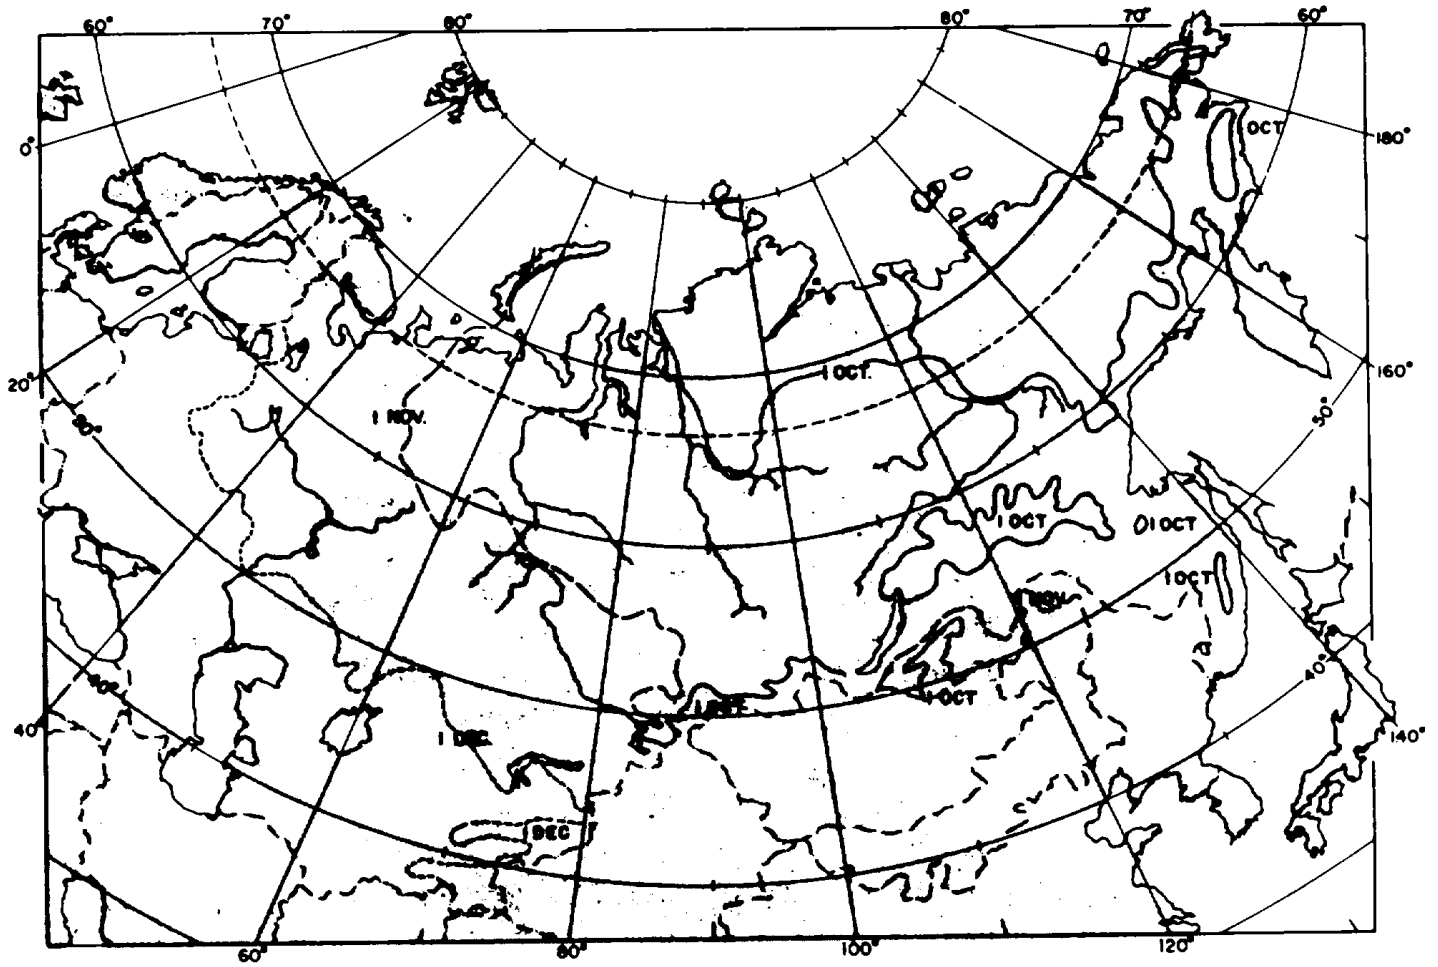 60° 70° 80° 80° 70° 60°
OCT
0° 180°
1 OCT.
20° 160°
1 NOV. 50°
1 OCT 1 OCT
1 OCT
NOV.
40°
1 OCT
40° 1 DEC. 140°
DEC
60° 80° 100° 120°